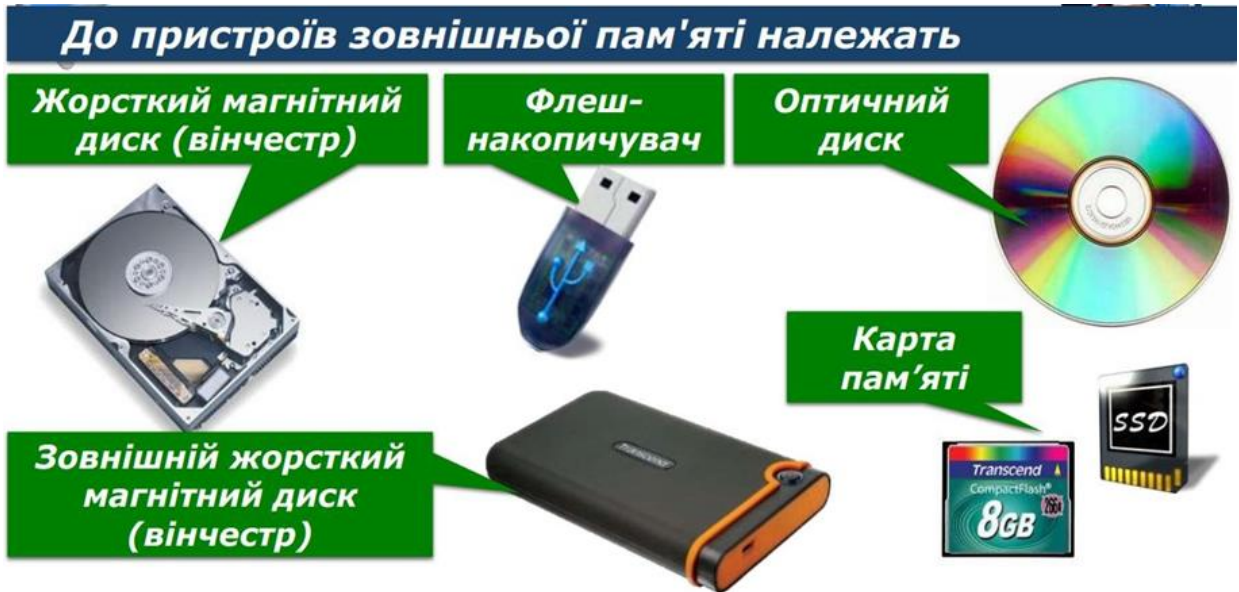 До пристроїв зовнішньої пам'яті належать
Жорсткий магнітний
диск (вінчестр)
Флеш-
накопичувач
Оптичний
диск
Карта
пам’яті
SSD
Transcend
CompactFlash®
266x
8GB
Зовнішній жорсткий
магнітний диск
(вінчестр)
Transcend